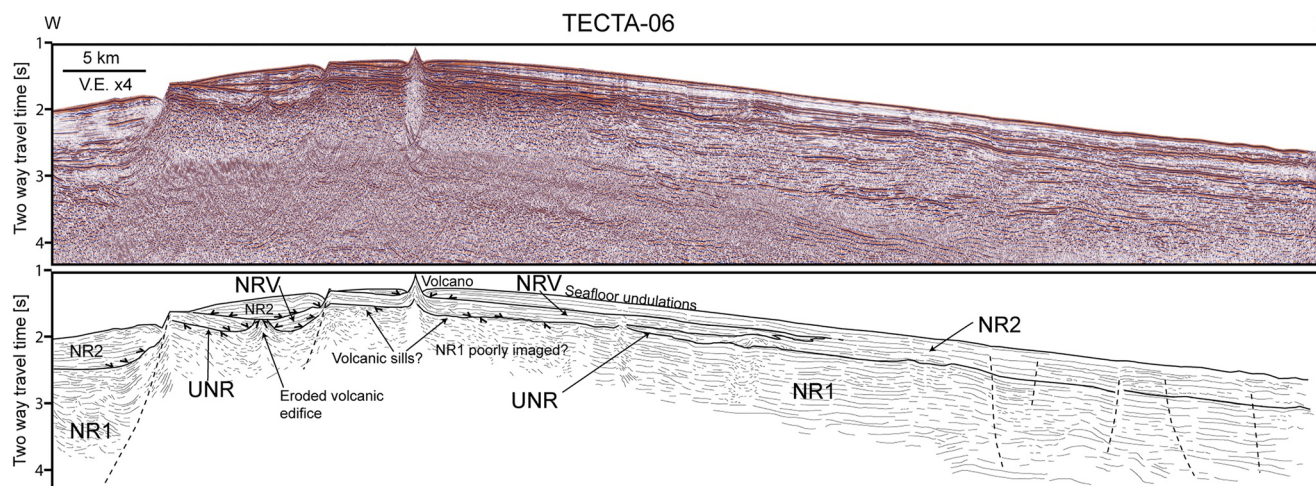 W
TECTA-06
1
5 km
V.E. x4
2
3
4
Two way travel time [s]
1
NRV
Volcano
NRV
Seafloor undulations
NR2
NR2
2
NR2
Volcanic sills?
NR1 poorly imaged?
UNR
Eroded volcanic
edifice
UNR
NR1
3
NR1
4
Two way travel time [s]